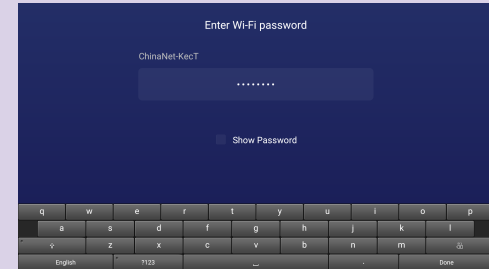 Enter Wi-Fi password
ChinaNet-KecT
••••••••
Show Password
q w e r t y u i o p
a s d f g h j k l
z x c v b n m
English ?123 . Done